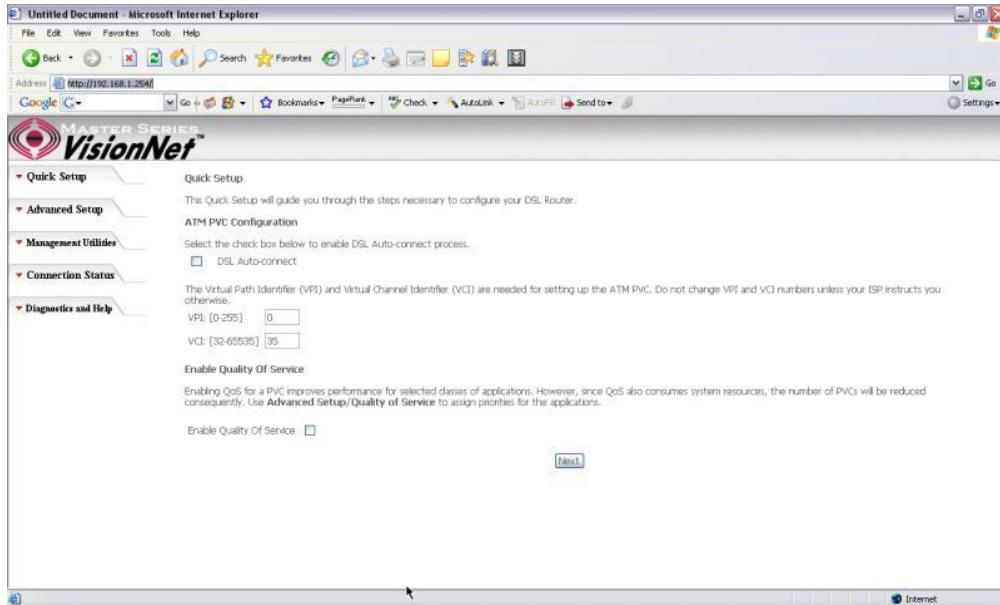 Untitled Document - Microsoft Internet Explorer
File Edit View Favorites Tools Help
Back Search Favorites
Address http://192.168.1.254/ Go
Google G Go Bookmarks PageRank Check AutoLink AutoFill Send to Settings
MASTER SERIES
VisionNet™
Quick Setup
Advanced Setup
Management Utilities
Connection Status
Diagnostics and Help
Quick Setup
This Quick Setup will guide you through the steps necessary to configure your DSL Router.
ATM PVC Configuration
Select the check box below to enable DSL Auto-connect process.
DSL Auto-connect
The Virtual Path Identifier (VPI) and Virtual Channel Identifier (VCI) are needed for setting up the ATM PVC. Do not change VPI and VCI numbers unless your ISP instructs you
otherwise.
VPI: [0-255] 0
VCI: [32-65535] 35
Enable Quality Of Service
Enabling QoS for a PVC improves performance for selected classes of applications. However, since QoS also consumes system resources, the number of PVCs will be reduced
consequently. Use Advanced Setup/Quality of Service to assign priorities for the applications.
Enable Quality Of Service
Next
Internet